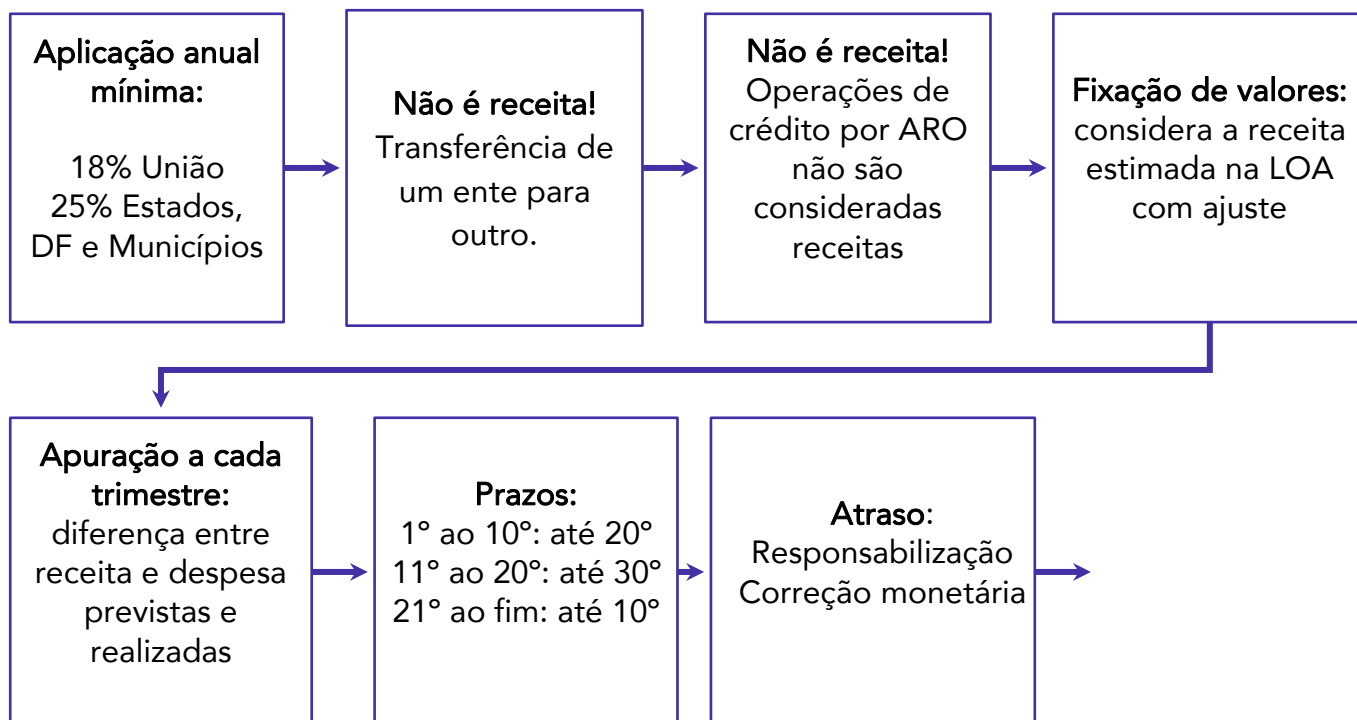 Aplicação anual
mínima:
18% União
25% Estados,
DF e Municípios
Não é receita!
Transferência de
um ente para
outro.
Não é receita!
Operações de
crédito por ARO
não são
consideradas
receitas
Fixação de valores:
considera a receita
estimada na LOA
com ajuste
Apuração a cada
trimestre:
diferença entre
receita e despesa
previstas e
realizadas
Prazos:
1° ao 10°: até 20°
11° ao 20°: até 30°
21° ao fim: até 10°
Atraso:
Responsabilização
Correção monetária